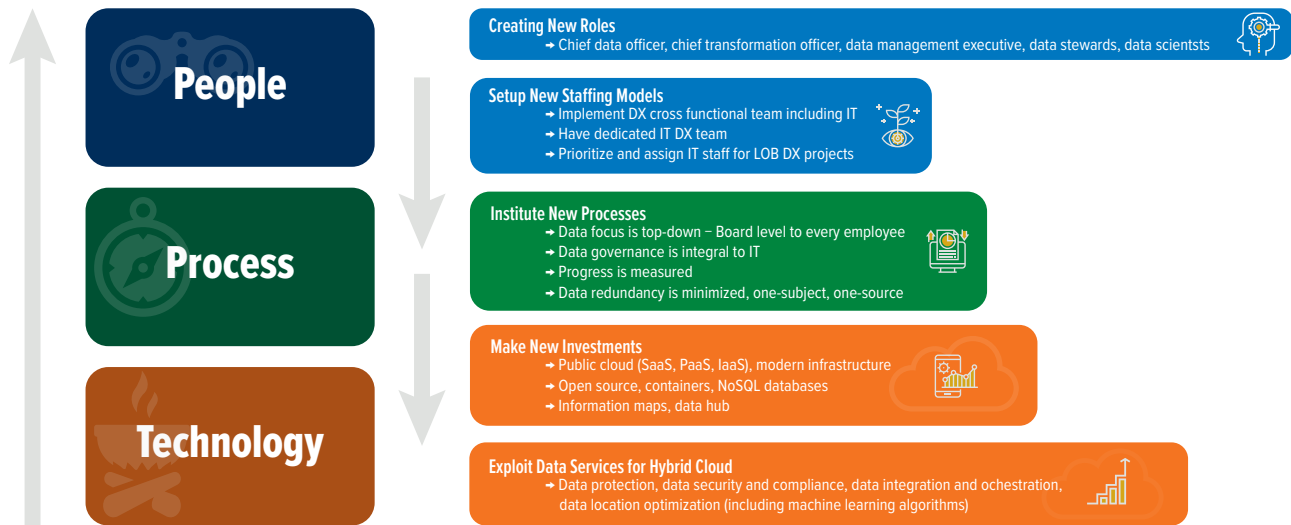 People
Creating New Roles
→ Chief data officer, chief transformation officer, data management executive, data stewards, data scientsts
Setup New Staffing Models
→ Implement DX cross functional team including IT
→ Have dedicated IT DX team
→ Prioritize and assign IT staff for LOB DX projects
Process
Institute New Processes
→ Data focus is top-down – Board level to every employee
→ Data governance is integral to IT
→ Progress is measured
→ Data redundancy is minimized, one-subject, one-source
Technology
Make New Investments
→ Public cloud (SaaS, PaaS, IaaS), modern infrastructure
→ Open source, containers, NoSQL databases
→ Information maps, data hub
Exploit Data Services for Hybrid Cloud
→ Data protection, data security and compliance, data integration and ochestration,
data location optimization (including machine learning algorithms)